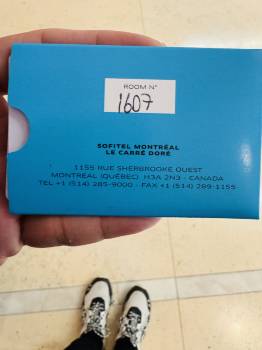 ROOM N°
1607
SOFITEL MONTRÉAL
LE CARRÉ DORÉ
1155 RUE SHERBROOKE OUEST
MONTRÉAL (QUÉBEC) H3A 2N3 - CANADA
TEL +1 (514) 285-9000 - FAX +1 (514) 289-1155